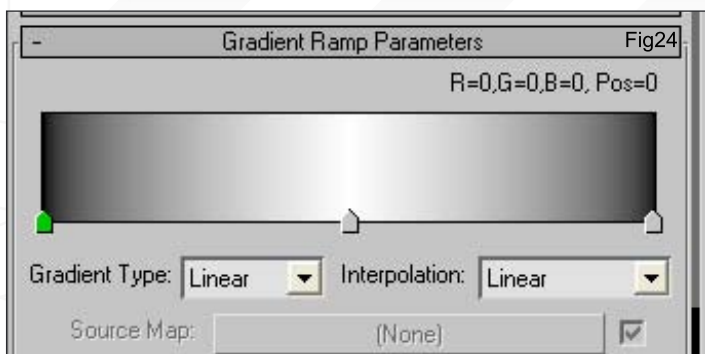 - Gradient Ramp Parameters Fig24
R=0,G=0,B=0, Pos=0
Gradient Type: Linear Interpolation: Linear
Source Map: (None)